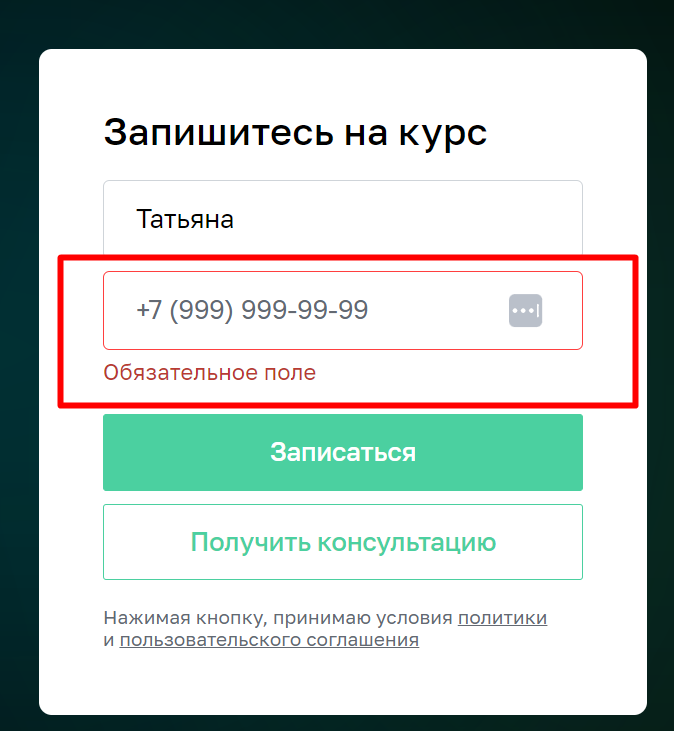 Запишитесь на курс
Татьяна
+7 (999) 999-99-99
Обязательное поле
Записаться
Получить консультацию
Нажимая кнопку, принимаю условия политики
и пользовательского соглашения